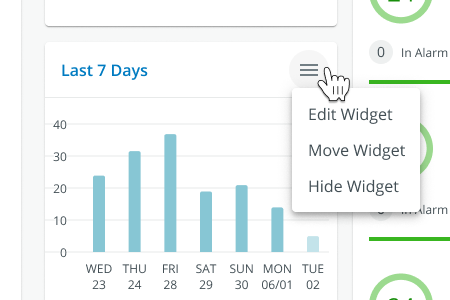 Last 7 Days
0 In Alarm
Edit Widget
Move Widget
Hide Widget
In Alarm
40
30
20
10
0
WED THU FRI SAT SUN MON TUE
23 24 28 29 30 06/01 02